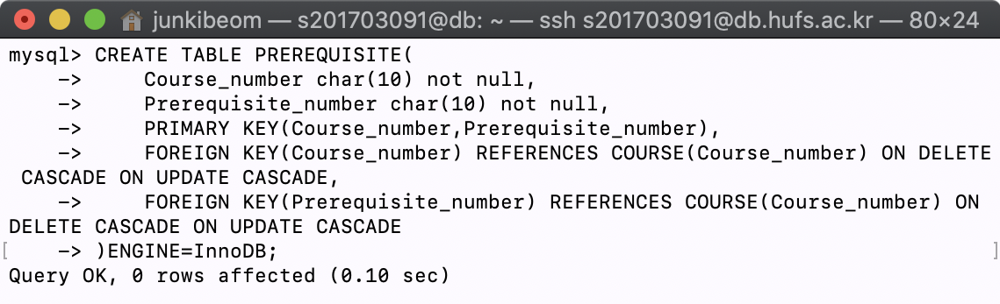 junkibeom — s201703091@db: ~ — ssh s201703091@db.hufs.ac.kr — 80×24
mysql> CREATE TABLE PREREQUISITE(
    ->     Course_number char(10) not null,
    ->     Prerequisite_number char(10) not null,
    ->     PRIMARY KEY(Course_number,Prerequisite_number),
    ->     FOREIGN KEY(Course_number) REFERENCES COURSE(Course_number) ON DELETE
 CASCADE ON UPDATE CASCADE,
    ->     FOREIGN KEY(Prerequisite_number) REFERENCES COURSE(Course_number) ON
DELETE CASCADE ON UPDATE CASCADE
[    -> )ENGINE=InnoDB; ]
Query OK, 0 rows affected (0.10 sec)